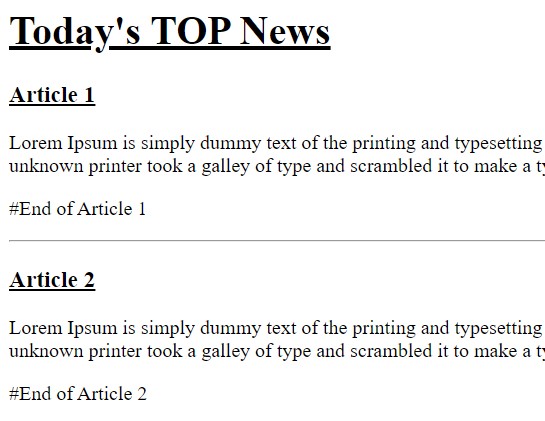 Today's TOP News
Article 1
Lorem Ipsum is simply dummy text of the printing and typesetting
unknown printer took a galley of type and scrambled it to make a
#End of Article 1
Article 2
Lorem Ipsum is simply dummy text of the printing and typesetting
unknown printer took a galley of type and scrambled it to make a
#End of Article 2